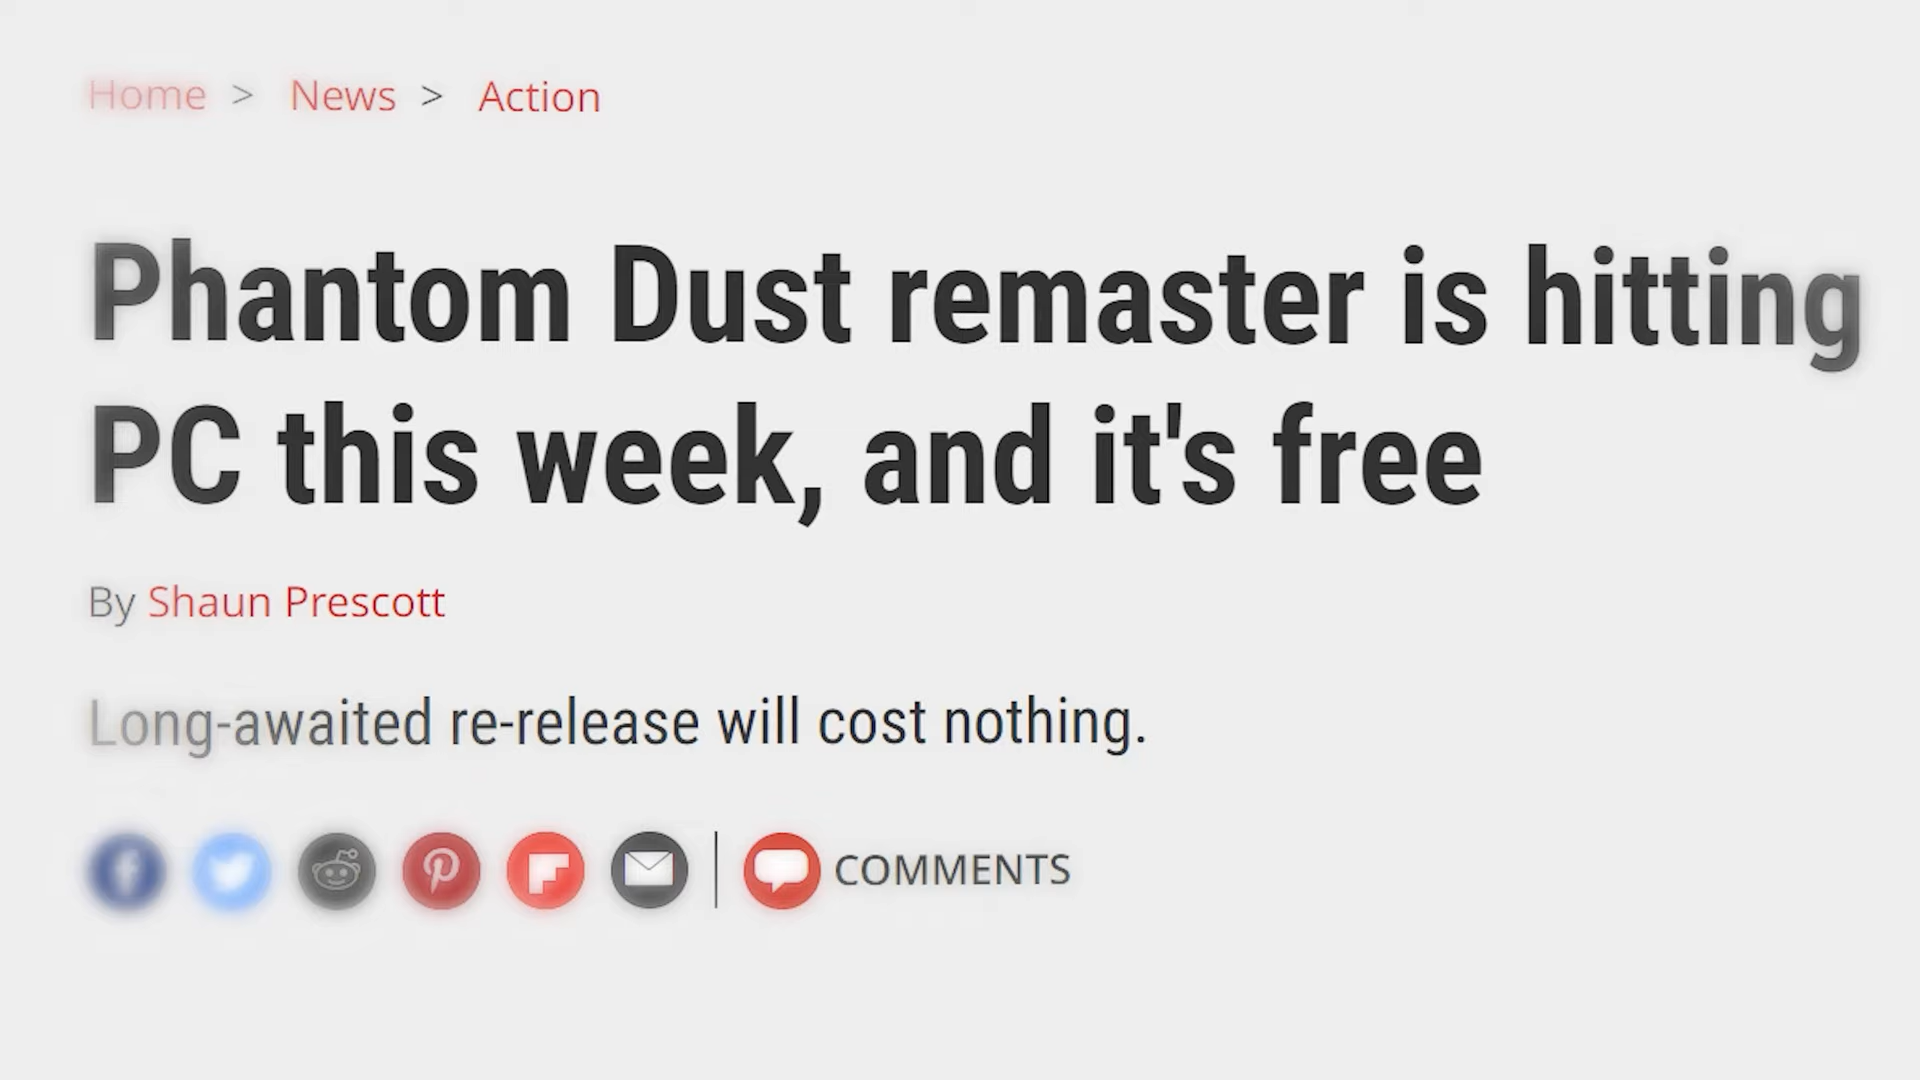 Home > News > Action
Phantom Dust remaster is hitting
PC this week, and it's free
By Shaun Prescott
Long-awaited re-release will cost nothing.
COMMENTS